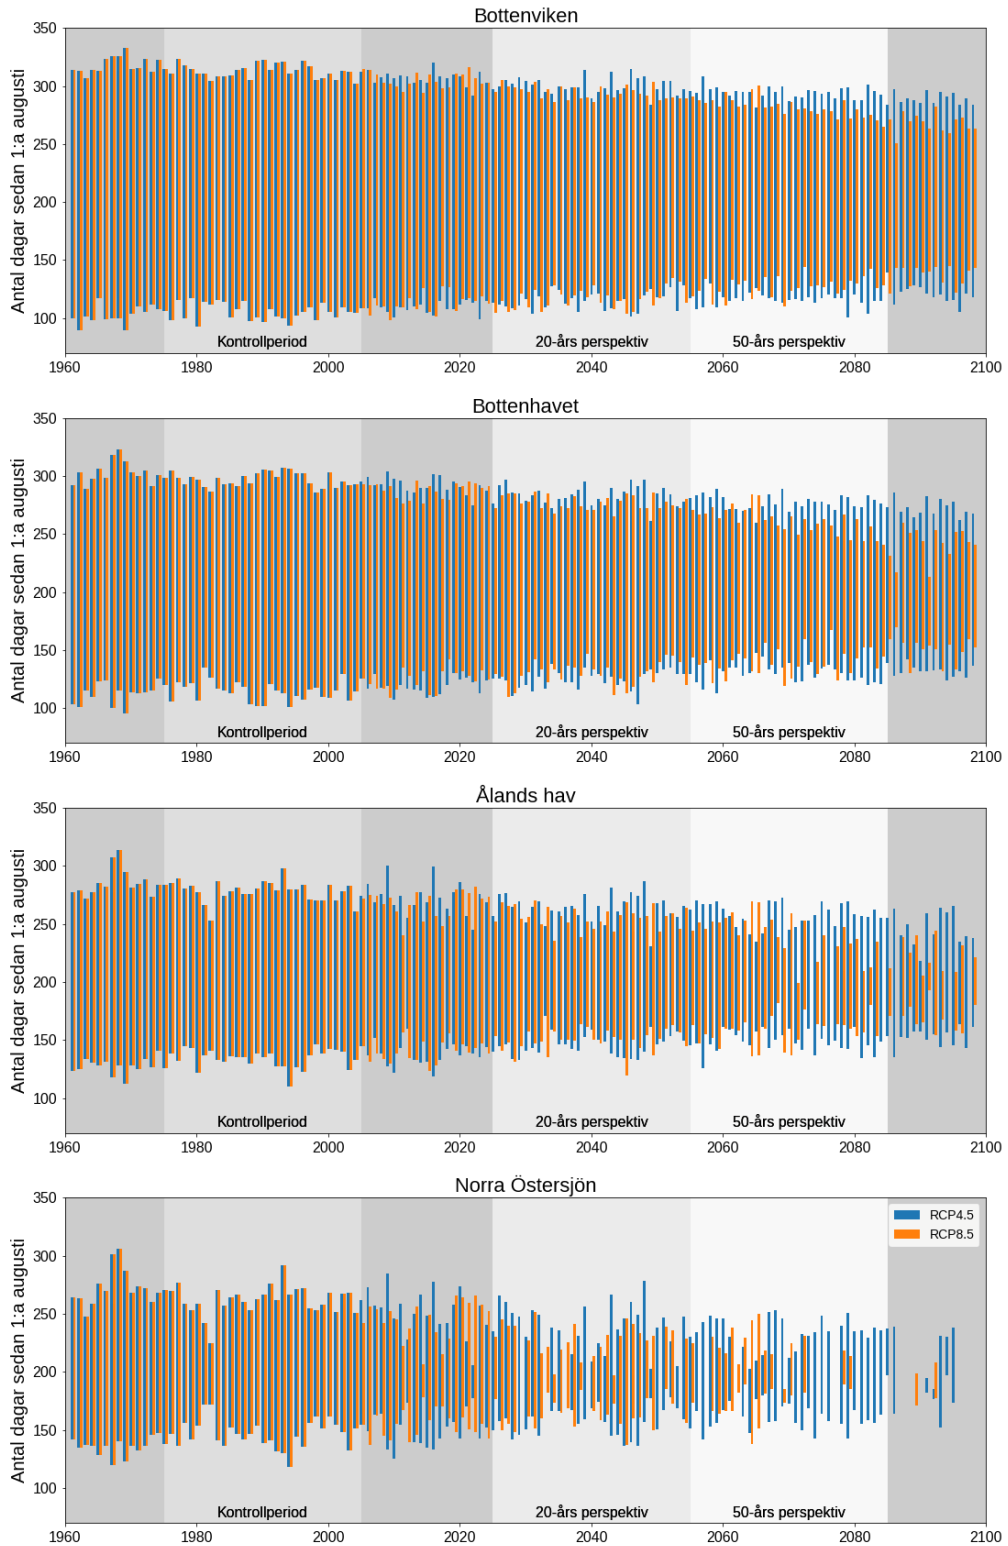 Bottenviken
350
300
250
200
150
100
Antal dagar sedan 1:a augusti
Kontrollperiod
20-års perspektiv
50-års perspektiv
1960 1980 2000 2020 2040 2060 2080 2100
Bottenhavet
350
300
250
200
150
100
Antal dagar sedan 1:a augusti
Kontrollperiod
20-års perspektiv
50-års perspektiv
1960 1980 2000 2020 2040 2060 2080 2100
Ålands hav
350
300
250
200
150
100
Antal dagar sedan 1:a augusti
Kontrollperiod
20-års perspektiv
50-års perspektiv
1960 1980 2000 2020 2040 2060 2080 2100
Norra Östersjön
350
300
250
200
150
100
Antal dagar sedan 1:a augusti
RCP4.5
RCP8.5
Kontrollperiod
20-års perspektiv
50-års perspektiv
1960 1980 2000 2020 2040 2060 2080 2100